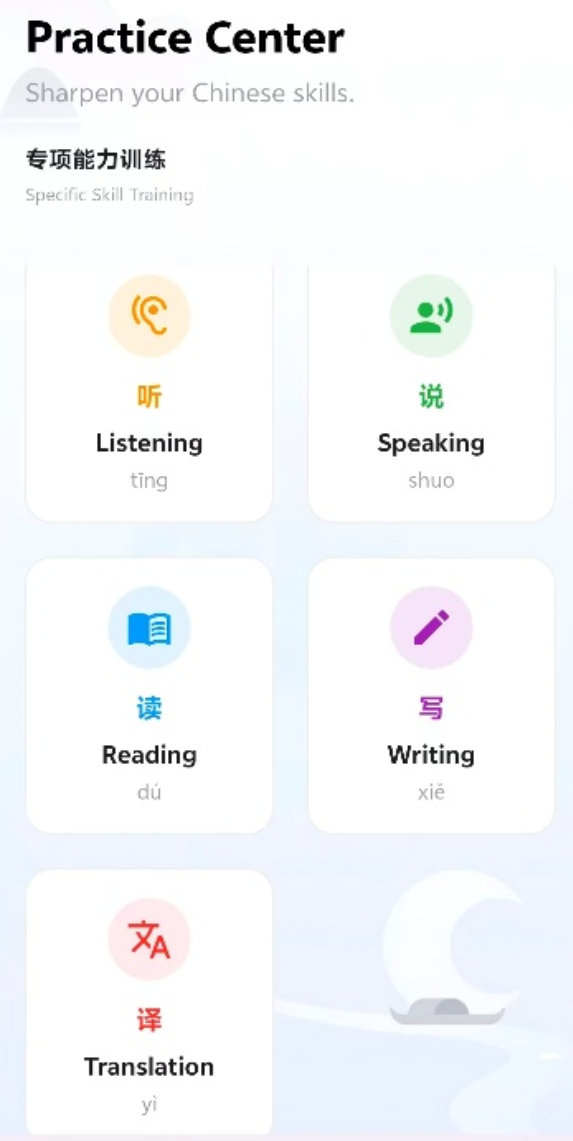 Practice Center
Sharpen your Chinese skills.
专项能力训练
Specific Skill Training
听
Listening
tīng
说
Speaking
shuo
读
Reading
dú
写
Writing
xiě
译
Translation
yì